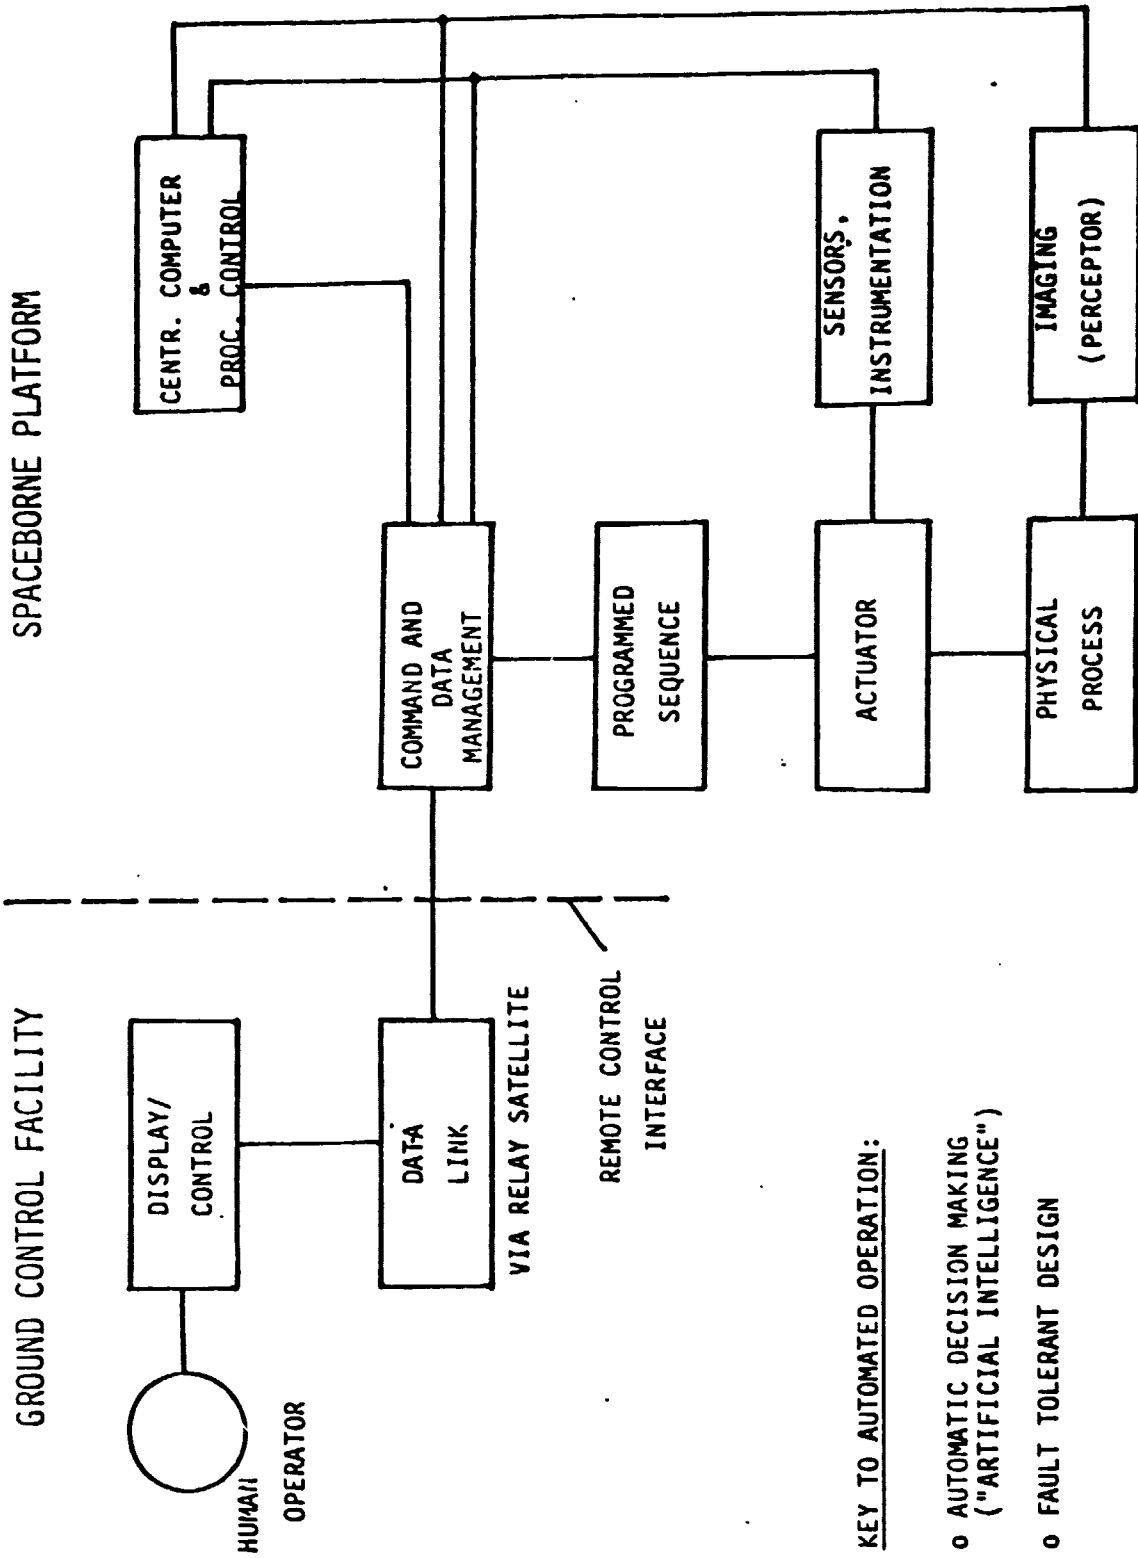 GROUND CONTROL FACILITY
SPACEBORNE PLATFORM
HUMAN
OPERATOR
DISPLAY/
CONTROL
DATA
LINK
VIA RELAY SATELLITE
REMOTE CONTROL
INTERFACE
CENTR. COMPUTER
&
PROC. CONTROL
COMMAND AND
DATA
MANAGEMENT
PROGRAMMED
SEQUENCE
ACTUATOR
SENSORS,
INSTRUMENTATION
PHYSICAL
PROCESS
IMAGING
(PERCEPTOR)
KEY TO AUTOMATED OPERATION:
o AUTOMATIC DECISION MAKING
("ARTIFICIAL INTELLIGENCE")
o FAULT TOLERANT DESIGN